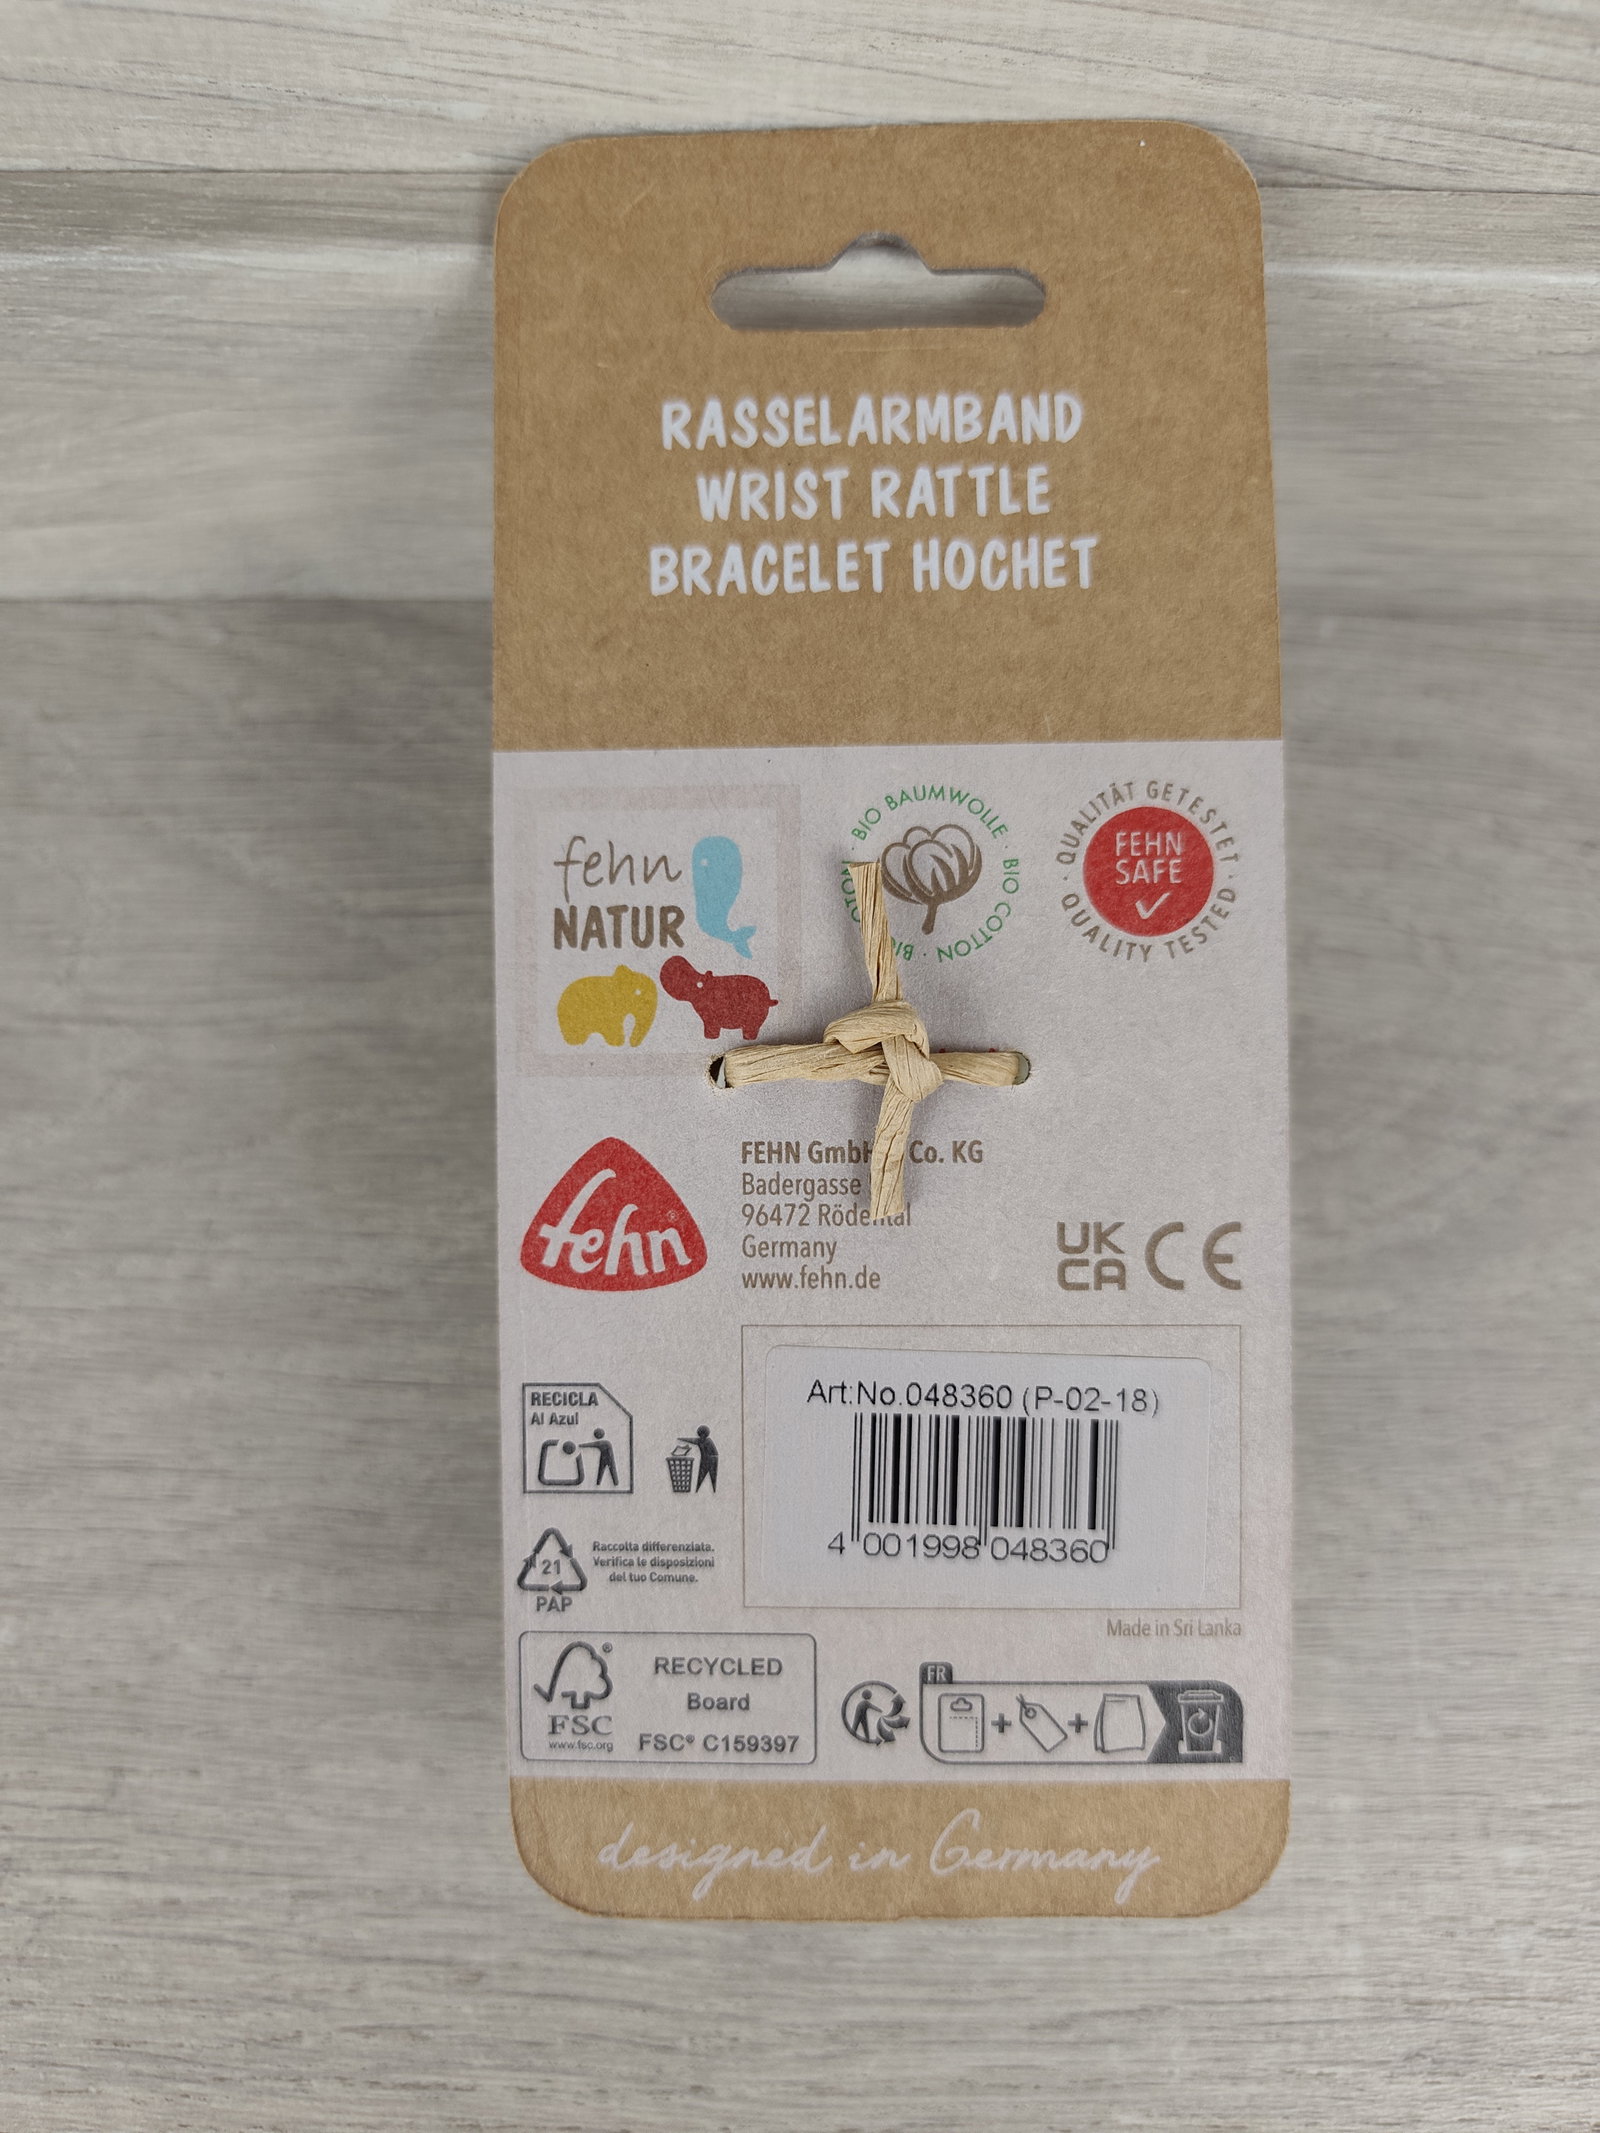 RASSELARMBAND
WRIST RATTLE
BRACELET HOCHET
fehn
NATUR
BIO BAUMWOLLE · BIO COTTON ·
QUALITÄT GETESTET · QUALITY TESTED ·
FEHN
SAFE
fehn®
FEHN GmbH Co. KG
Badergasse
96472 Rödental
Germany
www.fehn.de
UK
CA
CE
RECICLA
Al Azul
Art:No.048360 (P-02-18)
4 001998 048360
21
PAP
Raccolta differenziata.
Verifica le disposizioni
del tuo Comune.
Made in Sri Lanka
FSC®
www.fsc.org
RECYCLED
Board
FSC® C159397
FR
designed in Germany